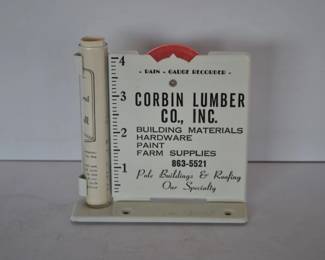 - RAIN - GAUGE RECORDER -
4
3
2
1
CORBIN LUMBER
CO., INC.
BUILDING MATERIALS
HARDWARE
PAINT
FARM SUPPLIES
863-5521
Pole Buildings & Roofing
Our Specialty